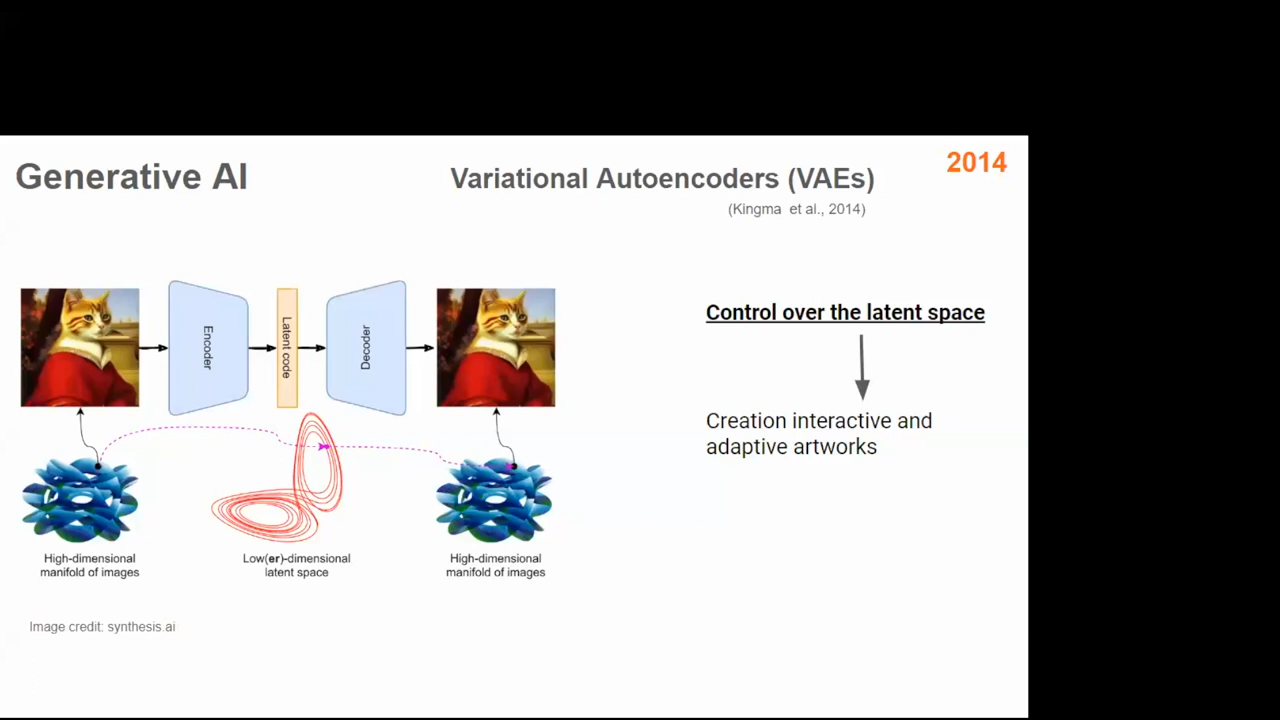 Generative AI
Variational Autoencoders (VAEs)
2014
(Kingma et al., 2014)
Encoder
Latent code
Decoder
High-dimensional
manifold of images
Low(er)-dimensional
latent space
High-dimensional
manifold of images
Image credit: synthesis.ai
Control over the latent space
Creation interactive and
adaptive artworks